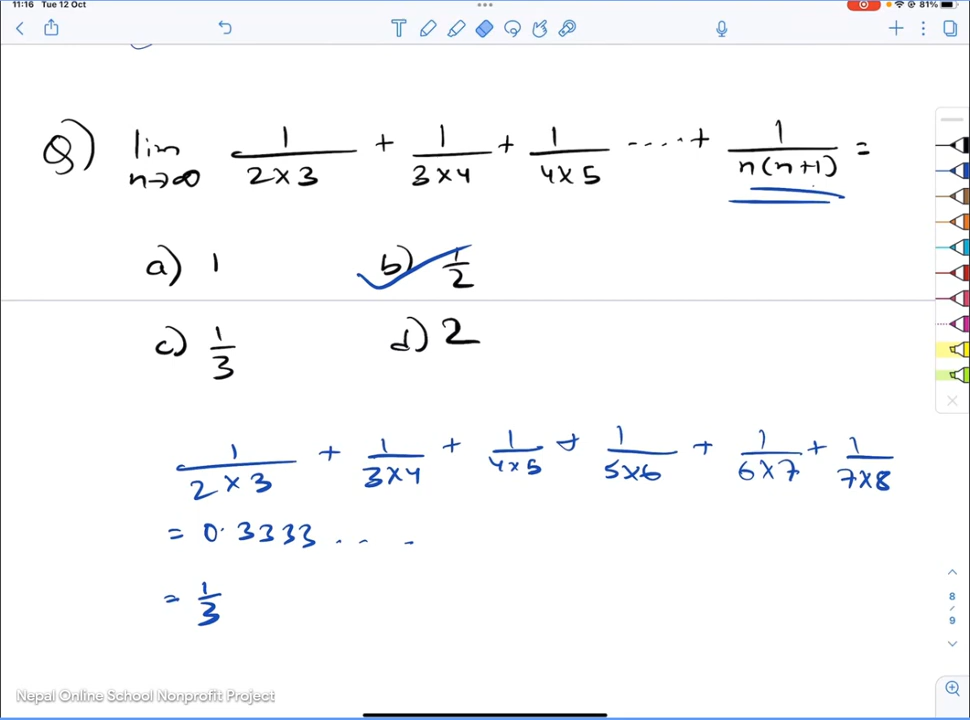 11:16 Tue 12 Oct
81%
Q) lim n→∞ 1/(2×3) + 1/(3×4) + 1/(4×5) ....+ 1/(n(n+1)) =
a) 1 b) 1/2
c) 1/3 d) 2
1/(2×3) + 1/(3×4) + 1/(4×5) + 1/(5×6) + 1/(6×7) + 1/(7×8)
= 0.3333 ... .
= 1/3
8/9
Nepal Online School Nonprofit Project